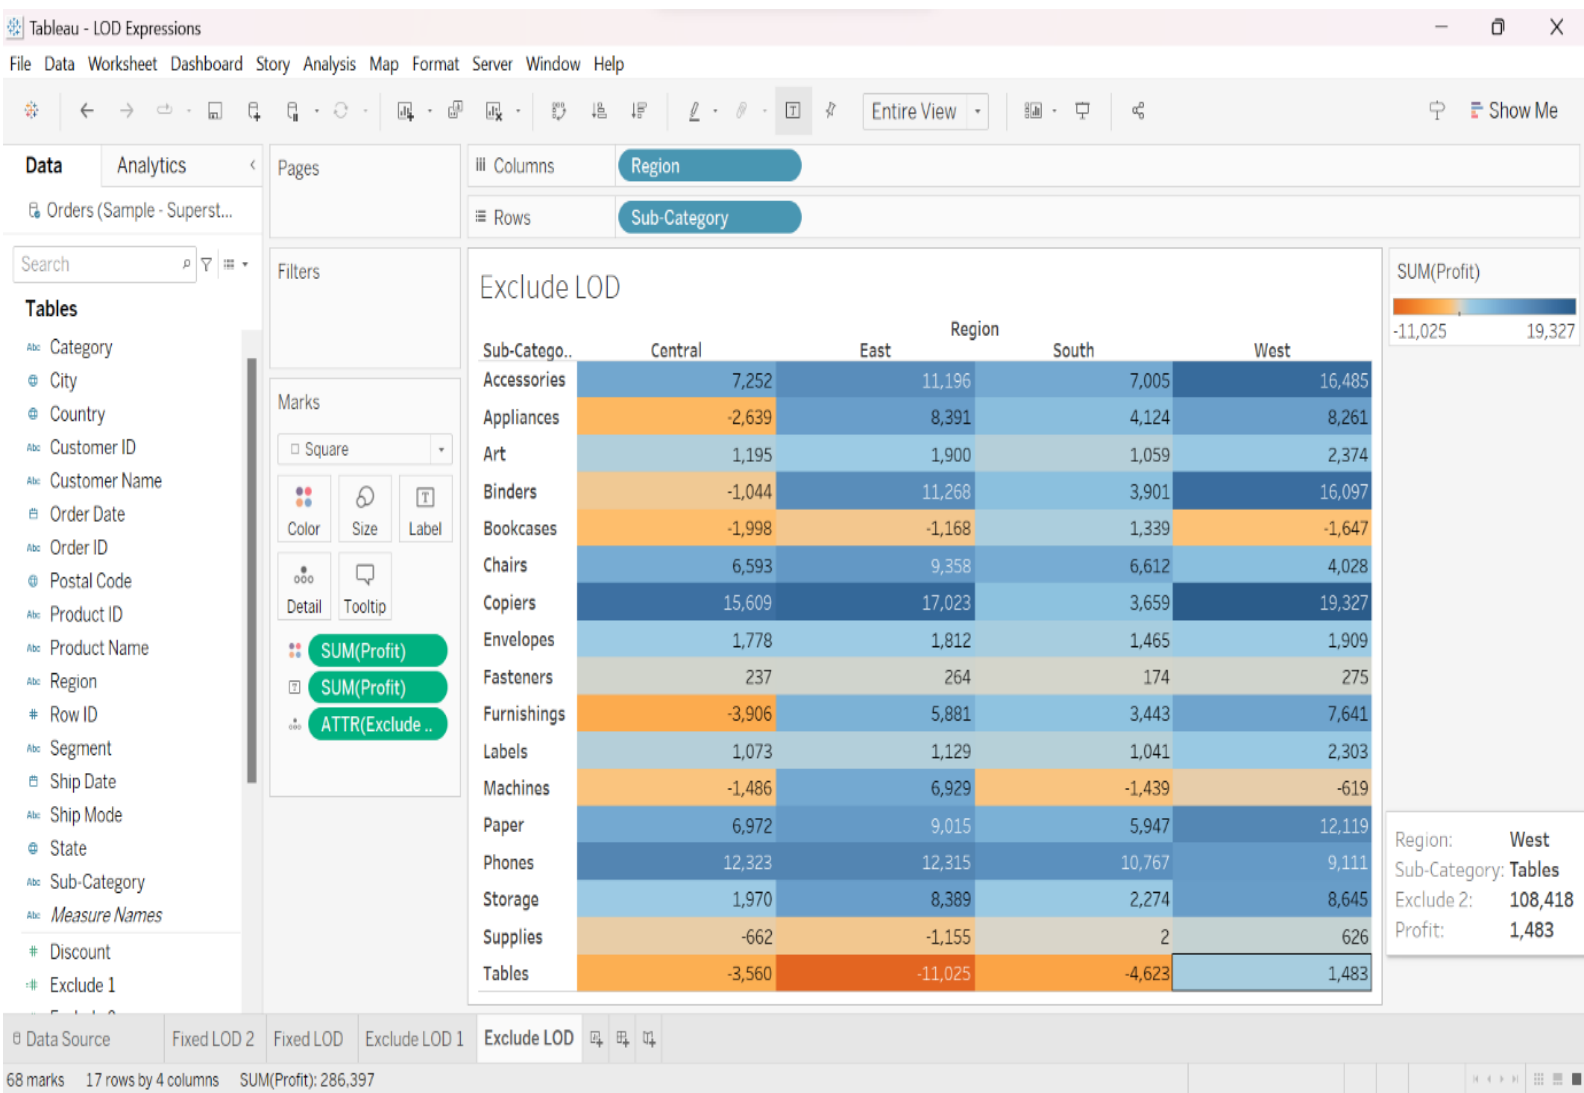 Tableau - LOD Expressions
File Data Worksheet Dashboard Story Analysis Map Format Server Window Help
Entire View
Show Me
Data Analytics
Orders (Sample - Superst...
Search
Tables
Abc Category
City
Country
Abc Customer ID
Abc Customer Name
Order Date
Abc Order ID
Postal Code
Abc Product ID
Abc Product Name
Abc Region
# Row ID
Abc Segment
Ship Date
Abc Ship Mode
State
Abc Sub-Category
Abc Measure Names
# Discount
=# Exclude 1
Pages
Filters
Marks
Square
Color Size Label
Detail Tooltip
SUM(Profit)
SUM(Profit)
ATTR(Exclude ..
Columns Region
Rows Sub-Category
Exclude LOD
Region
Sub-Catego.. Central East South West
Accessories 7,252 11,196 7,005 16,485
Appliances -2,639 8,391 4,124 8,261
Art 1,195 1,900 1,059 2,374
Binders -1,044 11,268 3,901 16,097
Bookcases -1,998 -1,168 1,339 -1,647
Chairs 6,593 9,358 6,612 4,028
Copiers 15,609 17,023 3,659 19,327
Envelopes 1,778 1,812 1,465 1,909
Fasteners 237 264 174 275
Furnishings -3,906 5,881 3,443 7,641
Labels 1,073 1,129 1,041 2,303
Machines -1,486 6,929 -1,439 -619
Paper 6,972 9,015 5,947 12,119
Phones 12,323 12,315 10,767 9,111
Storage 1,970 8,389 2,274 8,645
Supplies -662 -1,155 2 626
Tables -3,560 -11,025 -4,623 1,483
SUM(Profit)
-11,025 19,327
Region: West
Sub-Category: Tables
Exclude 2: 108,418
Profit: 1,483
Data Source Fixed LOD 2 Fixed LOD Exclude LOD 1 Exclude LOD
68 marks 17 rows by 4 columns SUM(Profit): 286,397